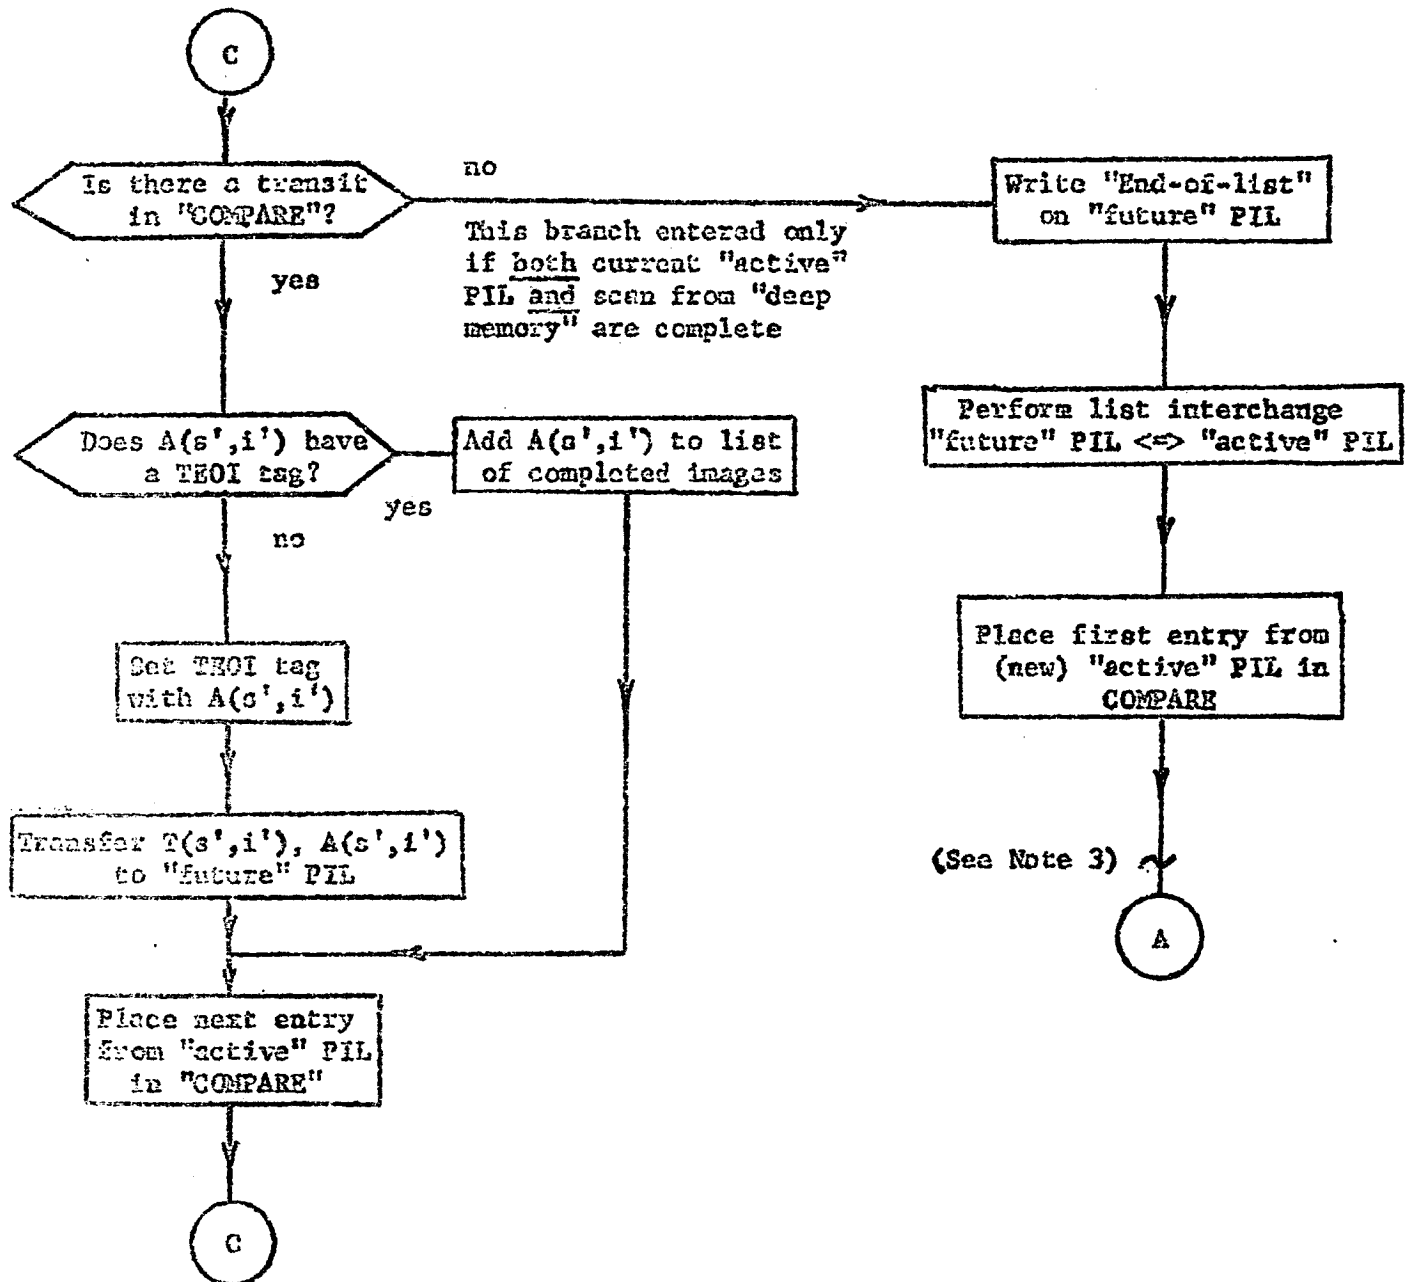 C
Is there a transit
in "COMPARE"?
no
This branch entered only
if both current "active"
PIL and scan from "deep
memory" are complete
Write "End-of-list"
on "future" PIL
yes
Does A(s',i') have
a TEOI tag?
yes
no
Add A(s',i') to list
of completed images
Perform list interchange
"future" PIL <=> "active" PIL
Set TEOI tag
with A(s',i')
Place first entry from
(new) "active" PIL in
COMPARE
Transfer T(s',i'), A(s',i')
to "future" PIL
(See Note 3)
A
Place next entry
from "active" PIL
in "COMPARE"
C